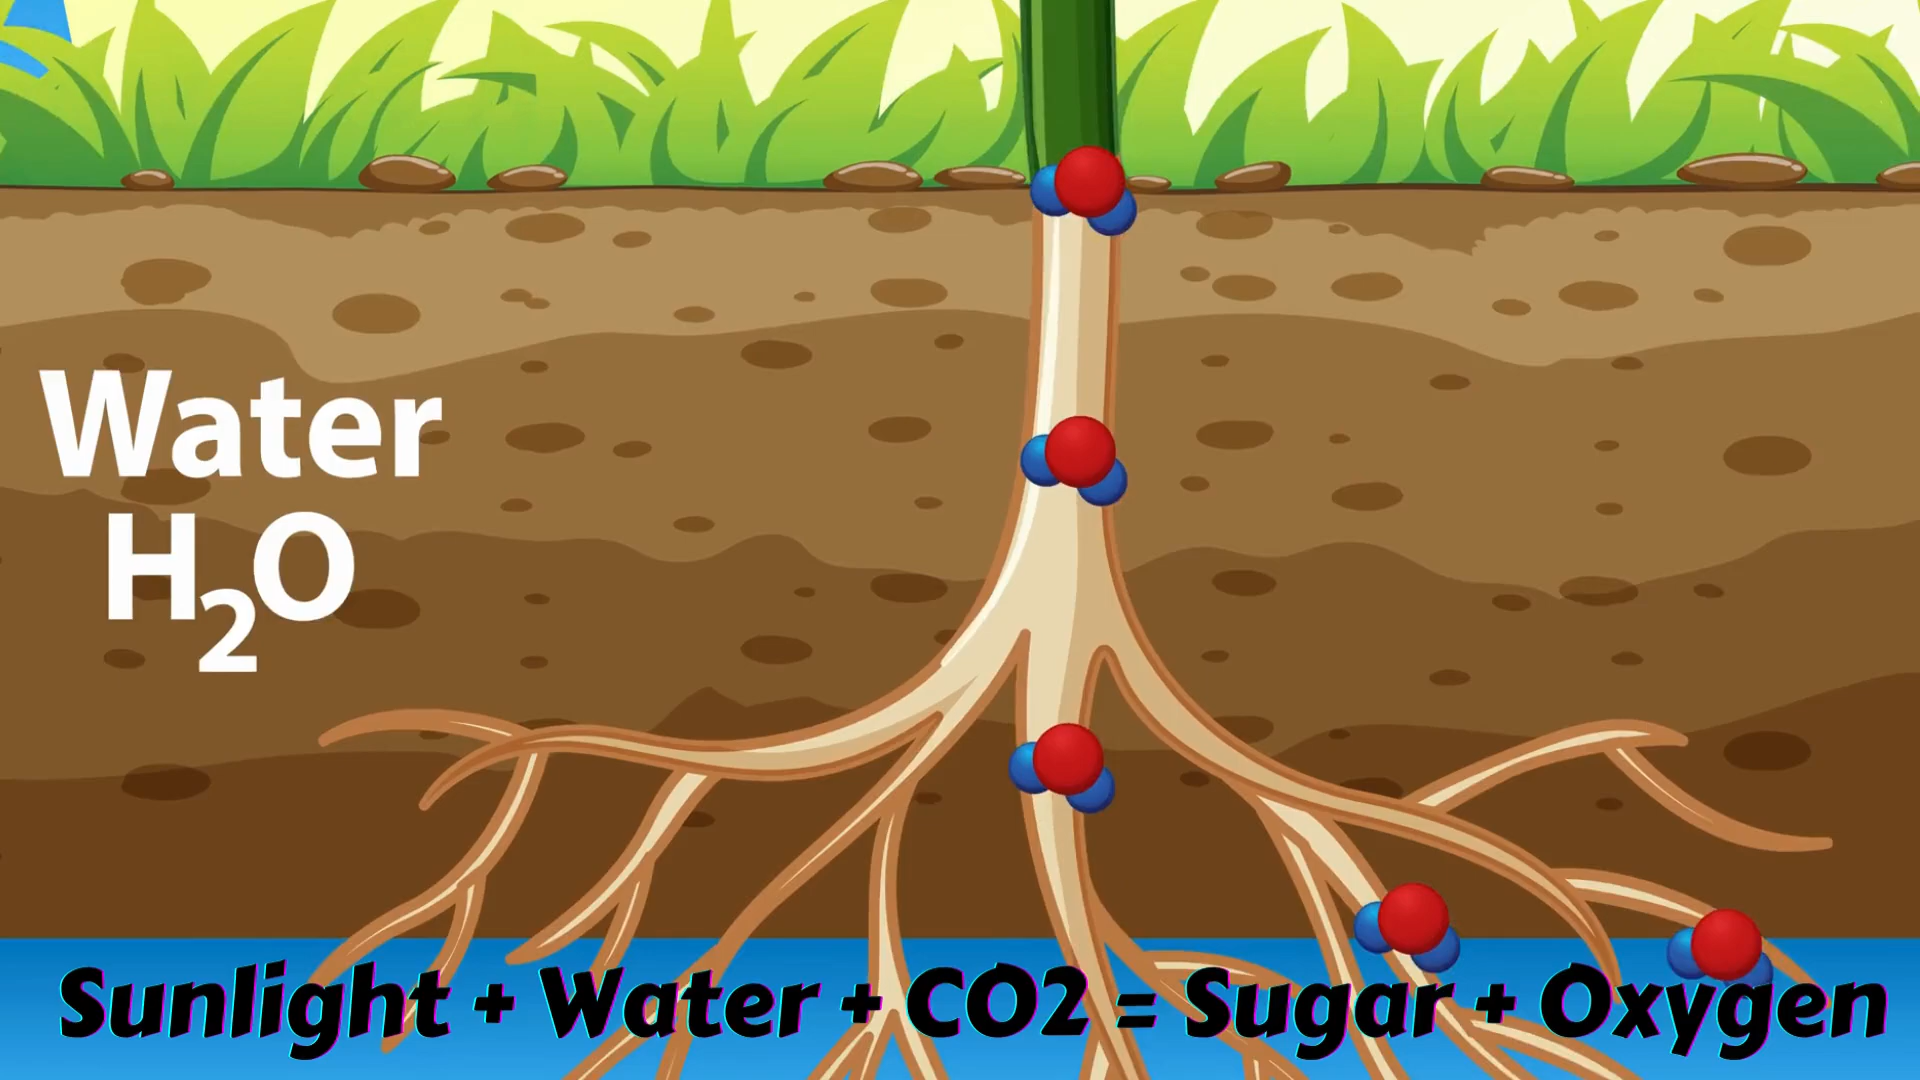 Water
H₂O
Sunlight + Water + CO2 = Sugar + Oxygen